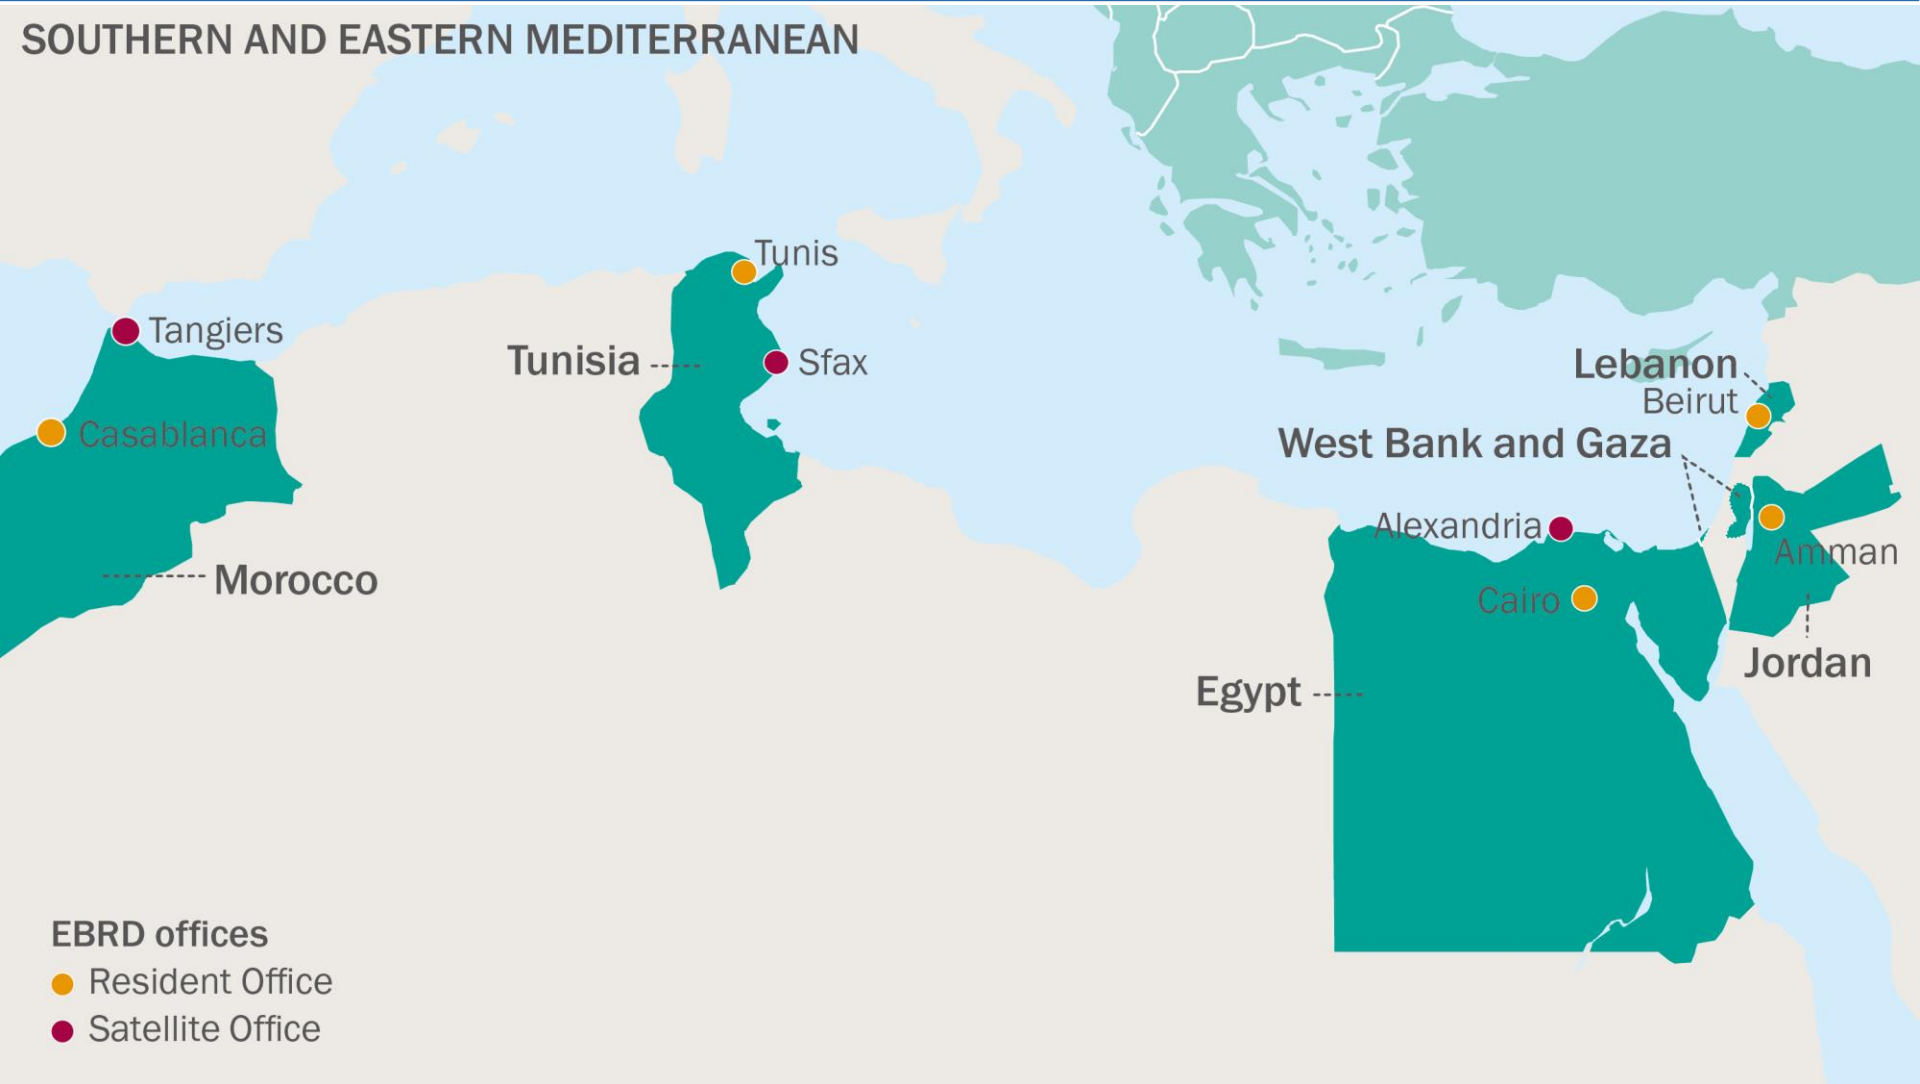 SOUTHERN AND EASTERN MEDITERRANEAN
Tunis
Tangiers
Tunisia
Sfax
Lebanon
Beirut
Casablanca
West Bank and Gaza
Alexandria
Amman
Morocco
Cairo
Jordan
Egypt
EBRD offices
Resident Office
Satellite Office